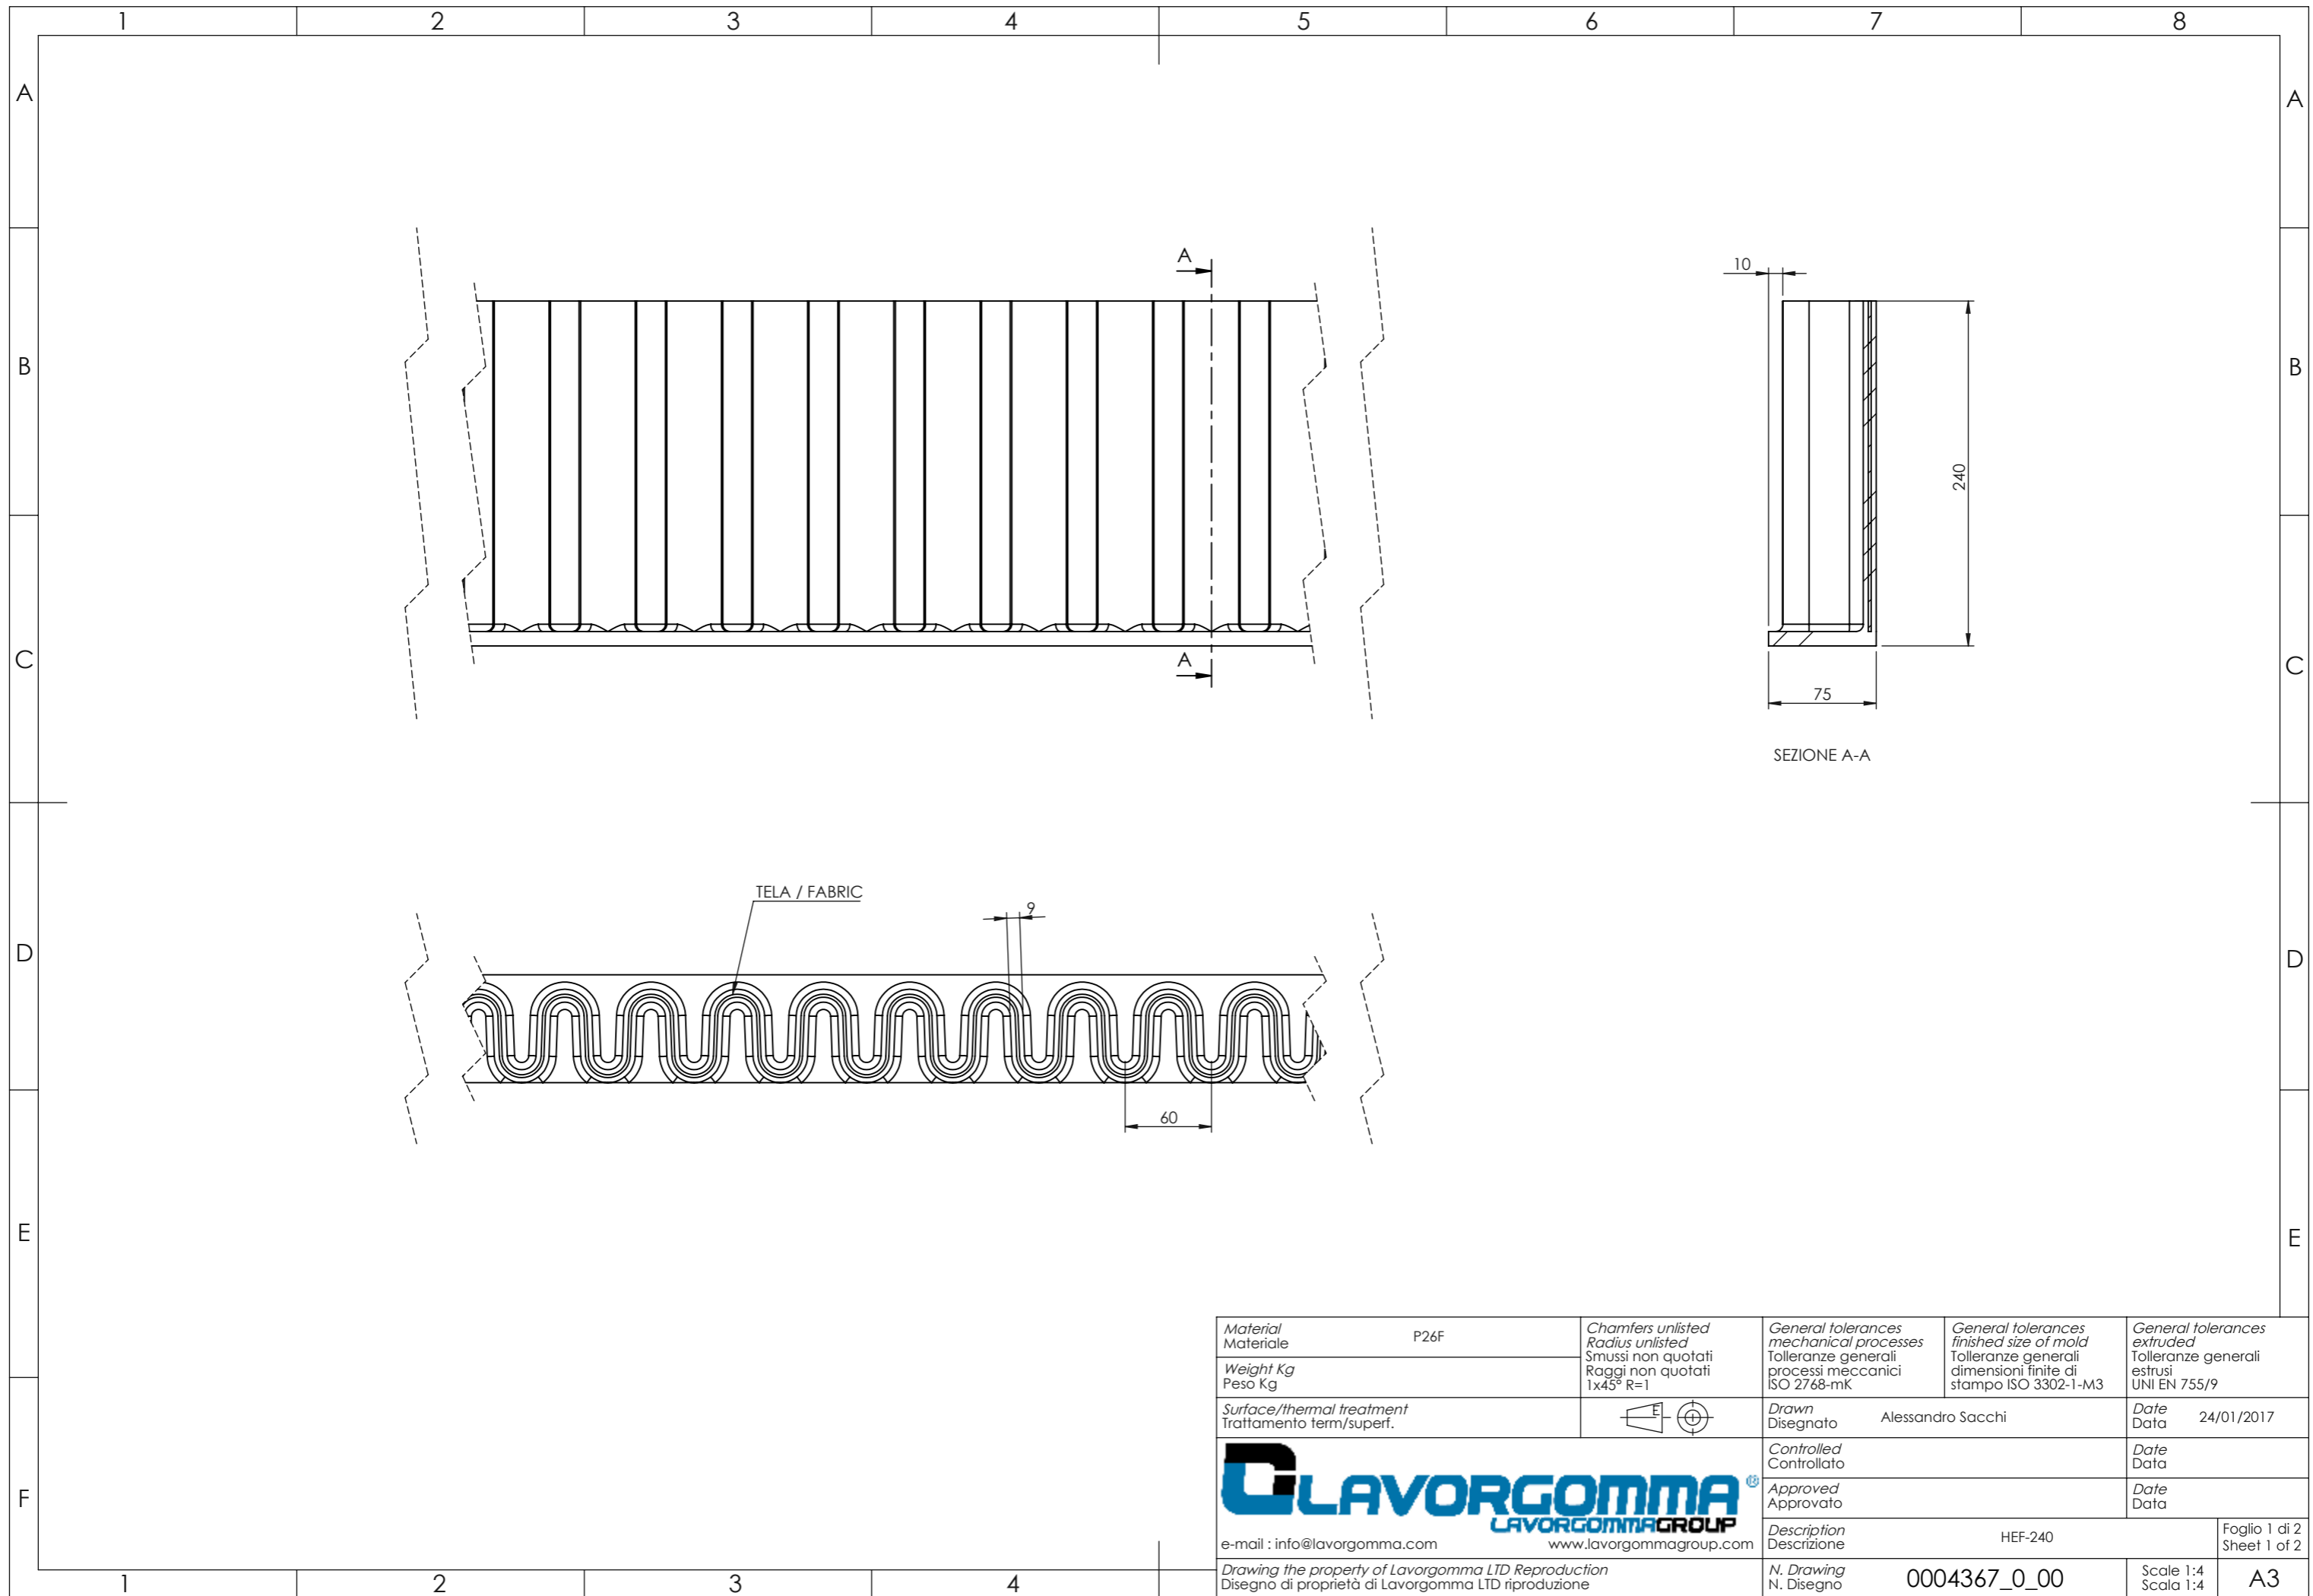 1 2 3 4 5 6 7 8
A A
A
10
B B
240
A
C C
75
SEZIONE A-A
TELA / FABRIC
9
D D
60
E E
Material
Materiale
P26F
Weight Kg
Peso Kg
Chamfers unlisted
Radius unlisted
Smussi non quotati
Raggi non quotati
1x45° R=1
General tolerances
mechanical processes
Tolleranze generali
processi meccanici
ISO 2768-mK
General tolerances
finished size of mold
Tolleranze generali
dimensioni finite di
stampo ISO 3302-1-M3
General tolerances
extruded
Tolleranze generali
estrusi
UNI EN 755/9
Surface/thermal treatment
Trattamento term/superf.
E
Drawn
Disegnato
Alessandro Sacchi
Date
Data
24/01/2017
Controlled
Controllato
Date
Data
F
LAVORGOMMA®
LAVORGOMMAGROUP
Approved
Approvato
Date
Data
e-mail : info@lavorgomma.com www.lavorgommagroup.com
Description
Descrizione
HEF-240
Foglio 1 di 2
Sheet 1 of 2
Drawing the property of Lavorgomma LTD Reproduction
Disegno di proprietà di Lavorgomma LTD riproduzione
N. Drawing
N. Disegno
0004367_0_00
Scale 1:4
Scala 1:4
A3
1 2 3 4